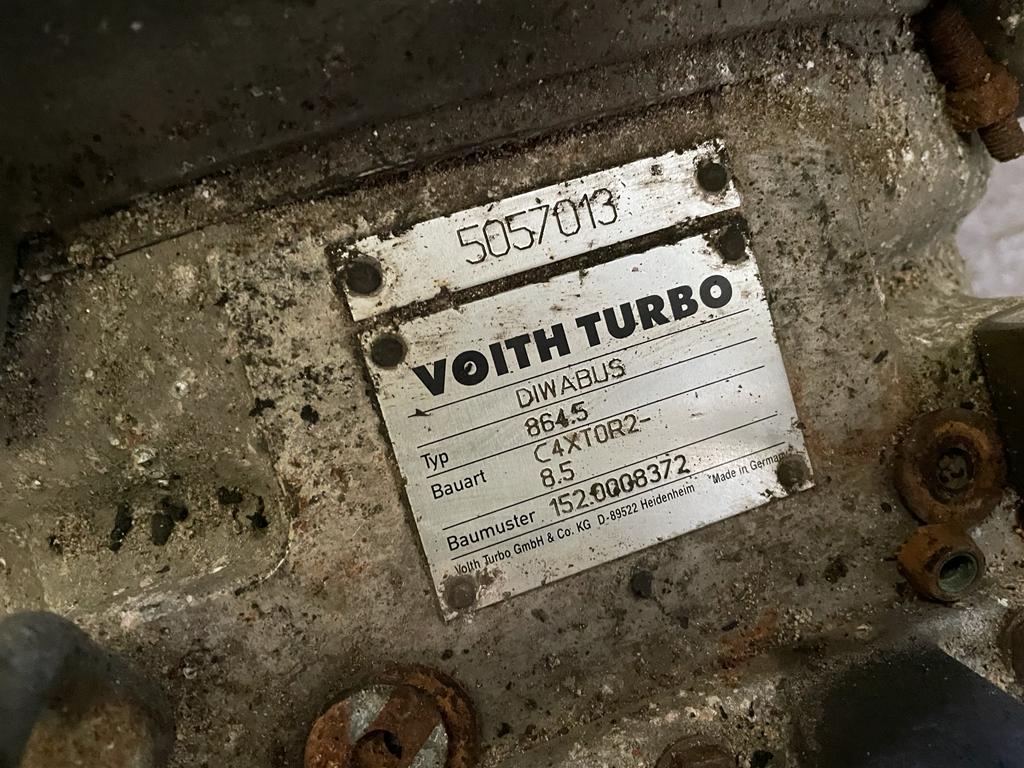 5057013
VOITH TURBO
DIWABUS
Typ 864.5
Bauart C4XT0R2-
8.5
Baumuster 152.0008372
Voith Turbo GmbH & Co. KG D-89522 Heidenheim "Made in Germany